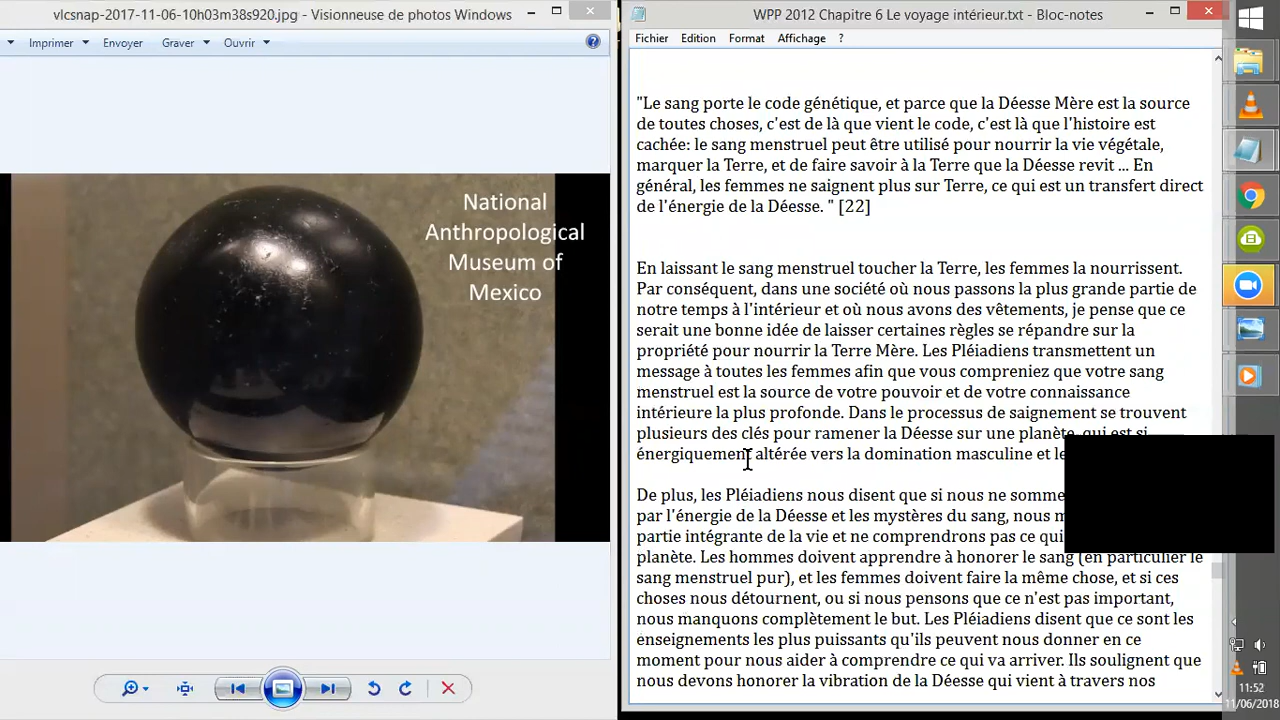 vlcsnap-2017-11-06-10h03m38s920.jpg - Visionneuse de photos Windows
Imprimer Envoyer Graver Ouvrir
National
Anthropological
Museum of
Mexico
WPP 2012 Chapitre 6 Le voyage intérieur.txt - Bloc-notes
Fichier Edition Format Affichage ?
"Le sang porte le code génétique, et parce que la Déesse Mère est la source
de toutes choses, c'est de là que vient le code, c'est là que l'histoire est
cachée: le sang menstruel peut être utilisé pour nourrir la vie végétale,
marquer la Terre, et de faire savoir à la Terre que la Déesse revit ... En
général, les femmes ne saignent plus sur Terre, ce qui est un transfert direct
de l'énergie de la Déesse. " [22]
En laissant le sang menstruel toucher la Terre, les femmes la nourrissent.
Par conséquent, dans une société où nous passons la plus grande partie de
notre temps à l'intérieur et où nous avons des vêtements, je pense que ce
serait une bonne idée de laisser certaines règles se répandre sur la
propriété pour nourrir la Terre Mère. Les Pléiadiens transmettent un
message à toutes les femmes afin que vous compreniez que votre sang
menstruel est la source de votre pouvoir et de votre connaissance
intérieure la plus profonde. Dans le processus de saignement se trouvent
plusieurs des clés pour ramener la Déesse sur une planète, qui est si
énergiquement altérée vers la domination masculine et le
De plus, les Pléiadiens nous disent que si nous ne somme
par l'énergie de la Déesse et les mystères du sang, nous
partie intégrante de la vie et ne comprendrons pas ce qui
planète. Les hommes doivent apprendre à honorer le sang (en particulier le
sang menstruel pur), et les femmes doivent faire la même chose, et si ces
choses nous détournent, ou si nous pensons que ce n'est pas important,
nous manquons complètement le but. Les Pléiadiens disent que ce sont les
enseignements les plus puissants qu'ils peuvent nous donner en ce
moment pour nous aider à comprendre ce qui va arriver. Ils soulignent que
nous devons honorer la vibration de la Déesse qui vient à travers nos
11:52
11/06/2018